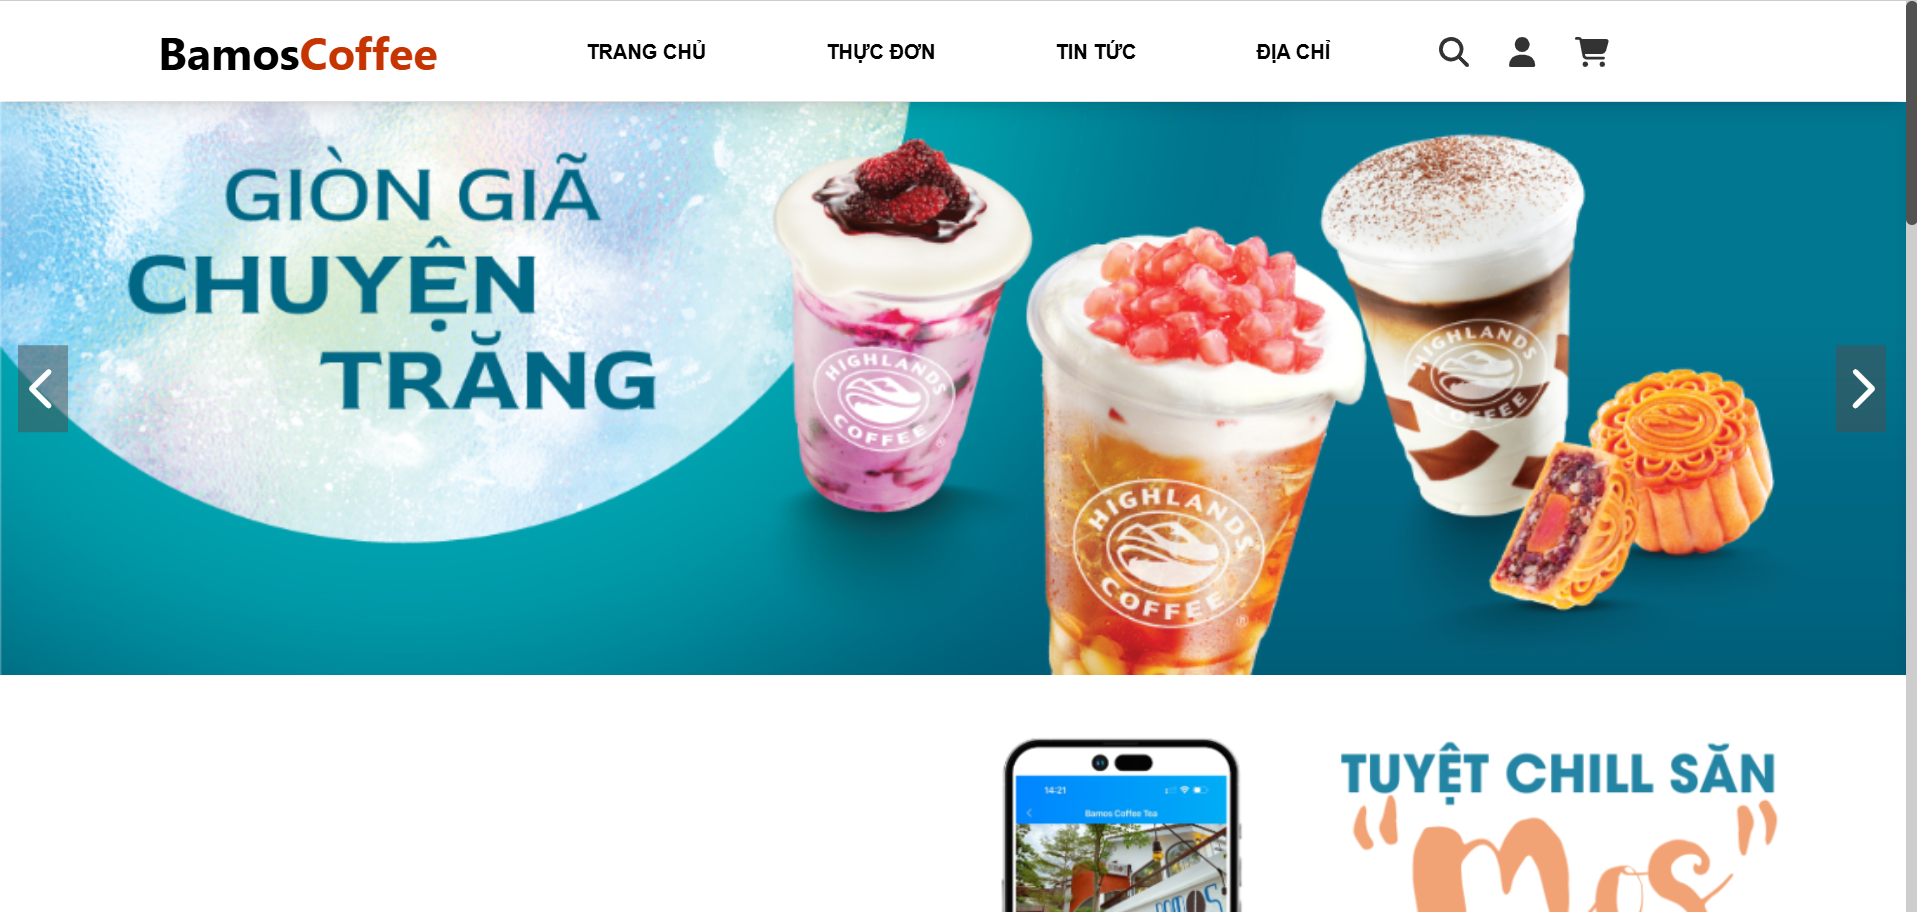 BamosCoffee
TRANG CHỦ
THỰC ĐƠN
TIN TỨC
ĐỊA CHỈ
GIÒN GIÃ
CHUYỆN
TRĂNG
HIGHLANDS
COFFEE
®
HIGHLANDS
COFFEE
®
HIGHLANDS
COFFEE
14:21
Bamos Coffee Tea
TUYỆT CHILL SĂN
"Mos"